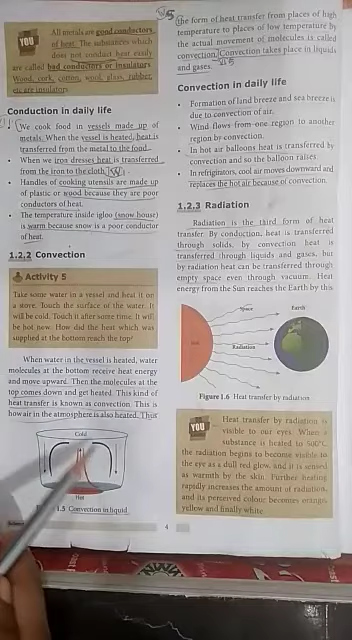 YOU
All metals are good conductors
of heat. The substances which
does not conduct heat easily
are called bad conductors or insulators.
Wood, cork, cotton, wool, glass, rubber,
etc are insulators.
Conduction in daily life
We cook food in vessels made up of
metals. When the vessel is heated, heat is
transferred from the metal to the food.
• When we iron dresses heat is transferred
from the iron to the cloth.
• Handles of cooking utensils are made up
of plastic or wood because they are poor
conductors of heat.
• The temperature inside igloo (snow house)
is warm because snow is a poor conductor
of heat.
1.2.2 Convection
Activity 5
Take some water in a vessel and heat it on
a stove. Touch the surface of the water. It
will be cold. Touch it after some time. It will
be hot now. How did the heat which was
supplied at the bottom reach the top?
When water in the vessel is heated, water
molecules at the bottom receive heat energy
and move upward. Then the molecules at the
top comes down and get heated. This kind of
heat transfer is known as convection. This is
how air in the atmosphere is also heated. Thus
Cold
Hot
1.5 Convection in liquid
the form of heat transfer from places of high
temperature to places of low temperature by
the actual movement of molecules is called
convection. Convection takes place in liquids
and gases.
Convection in daily life
• Formation of land breeze and sea breeze is
due to convection of air.
• Wind flows from one region to another
region by convection.
• In hot air balloons heat is transferred by
convection and so the balloon raises.
• In refrigirators, cool air moves downward and
replaces the hot air because of convection.
1.2.3 Radiation
Radiation is the third form of heat
transfer. By conduction, heat is transferred
through solids, by convection heat is
transferred through liquids and gases, but
by radiation heat can be transferred through
empty space even through vacuum. Heat
energy from the Sun reaches the Earth by this
Space
Earth
Radiation
Figure 1.6 Heat transfer by radiation
YOU
Heat transfer by radiation is
visible to our eyes. When a
substance is heated to 500°C
the radiation begins to become visible to
the eye as a dull red glow, and it is sensed
as warmth by the skin. Further heating
rapidly increases the amount of radiation,
and its perceived colour becomes orange,
yellow and finally white.
4